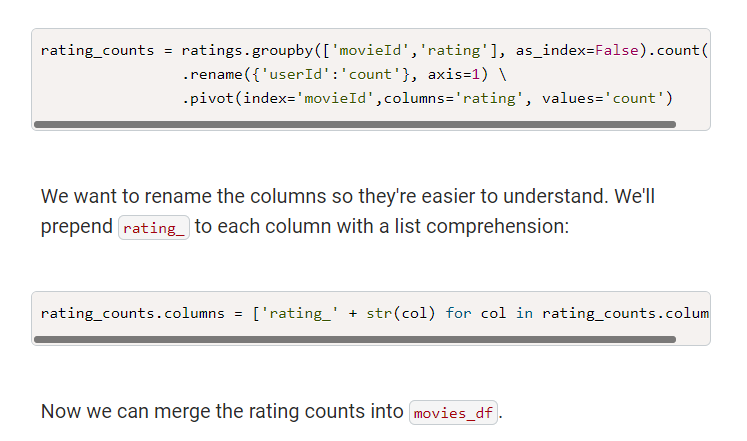 rating_counts = ratings.groupby(['movieId','rating'], as_index=False).count(
.rename({'userId':'count'}, axis=1) \
.pivot(index='movieId',columns='rating', values='count')
We want to rename the columns so they're easier to understand. We'll
prepend rating_ to each column with a list comprehension:
rating_counts.columns = ['rating_' + str(col) for col in rating_counts.colum
Now we can merge the rating counts into movies_df.